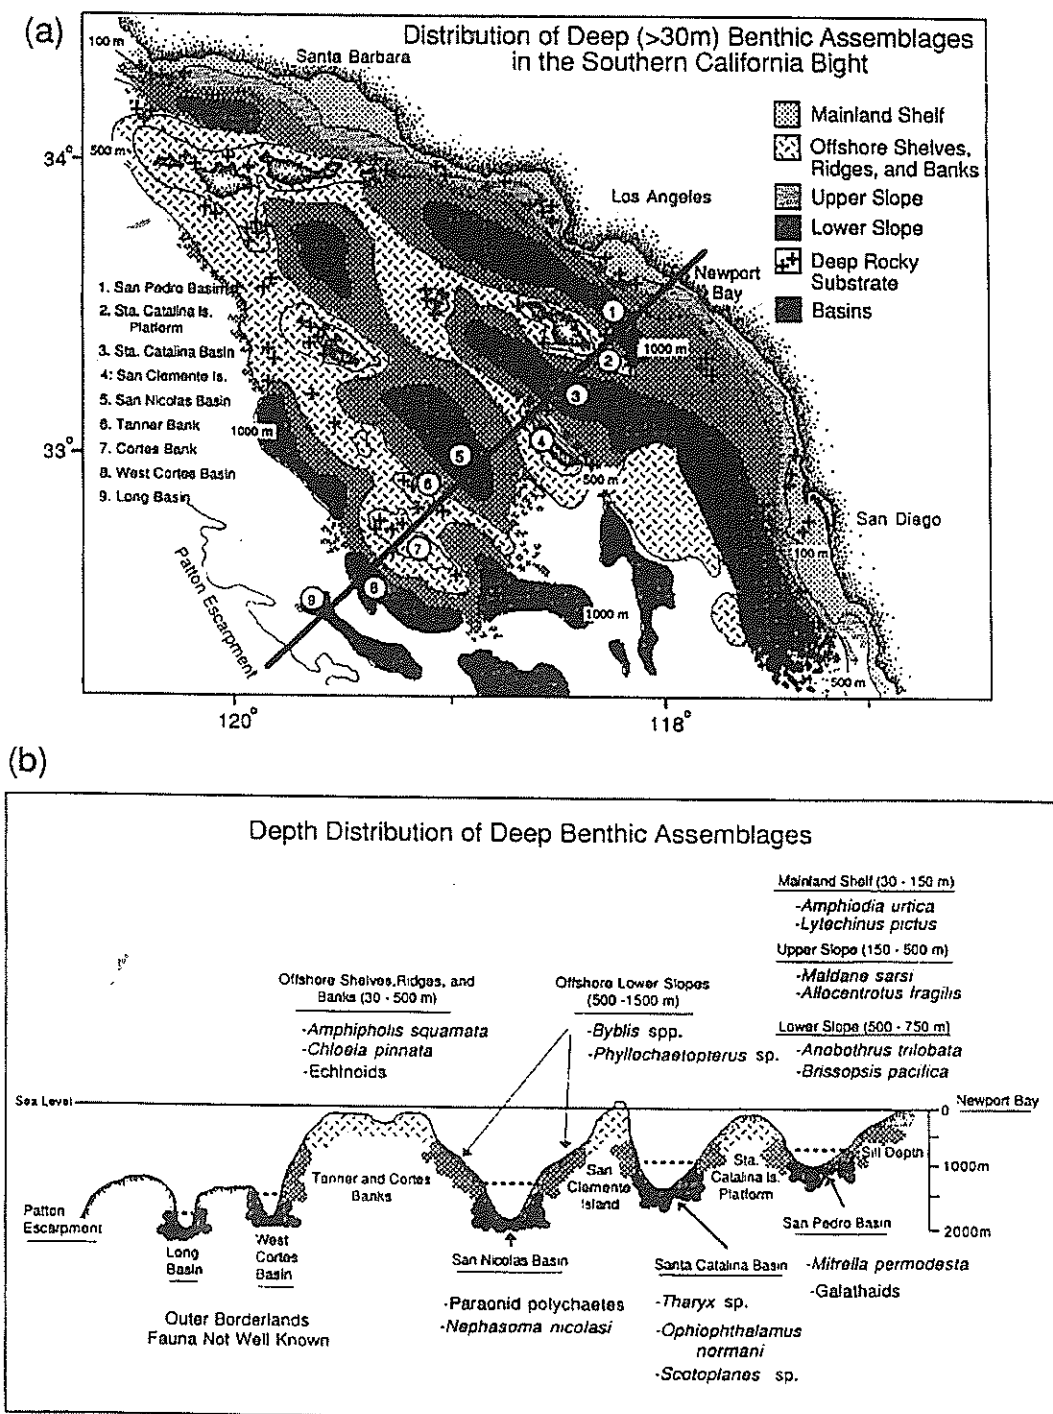 (a)
Distribution of Deep (>30m) Benthic Assemblages
in the Southern California Bight
100 m
Santa Barbara
Mainland Shelf
Offshore Shelves,
Ridges, and Banks
Upper Slope
Lower Slope
Deep Rocky
Substrate
Basins
500 m
34°
Los Angeles
Newport
Bay
1. San Pedro Basin
2. Sta. Catalina Is.
Platform
3. Sta. Catalina Basin
4: San Clemente Is.
5. San Nicolas Basin
6. Tanner Bank
7. Cortes Bank
8. West Cortes Basin
9. Long Basin
1
2
3
4
5
6
7
8
9
1000 m
1000 m
33°
500 m
San Diego
100 m
Patton Escarpment
1000 m
500 m
120°
118°
(b)
Depth Distribution of Deep Benthic Assemblages
Mainland Shelf (30 - 150 m)
-Amphiodia urtica
-Lytechinus pictus
Upper Slope (150 - 500 m)
-Maldane sarsi
-Allocentrotus fragilis
Lower Slope (500 - 750 m)
-Anobothrus trilobata
-Brissopsis pacifica
Offshore Shelves,Ridges, and
Banks (30 - 500 m)
-Amphipholis squamata
-Chloeia pinnata
-Echinoids
Offshore Lower Slopes
(500 -1500 m)
-Byblis spp.
-Phyllochaetopterus sp.
Sea Level
0
Newport Bay
Sill Depth
1000m
2000m
Patton
Escarpment
Long
Basin
West
Cortes
Basin
Tanner and Cortes
Banks
San
Clemente
Island
Sta.
Catalina Is.
Platform
San Nicolas Basin
-Paraonid polychaetes
-Nephasoma nicolasi
Santa Catalina Basin
-Tharyx sp.
-Ophiophthalamus
normani
-Scotoplanes sp.
San Pedro Basin
-Mitrella permodesta
-Galathaids
Outer Borderlands
Fauna Not Well Known